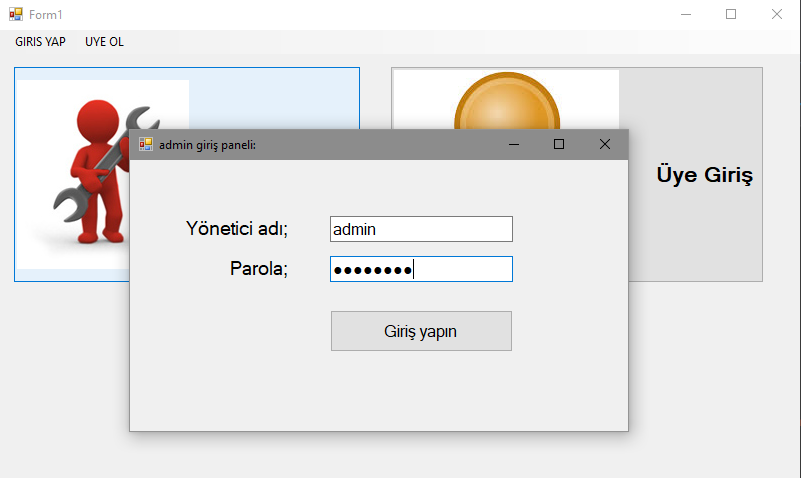 Form1
GIRIS YAP UYE OL
Üye Giriş
admin giriş paneli:
Yönetici adı; admin
Parola; ●●●●●●●●
Giriş yapın